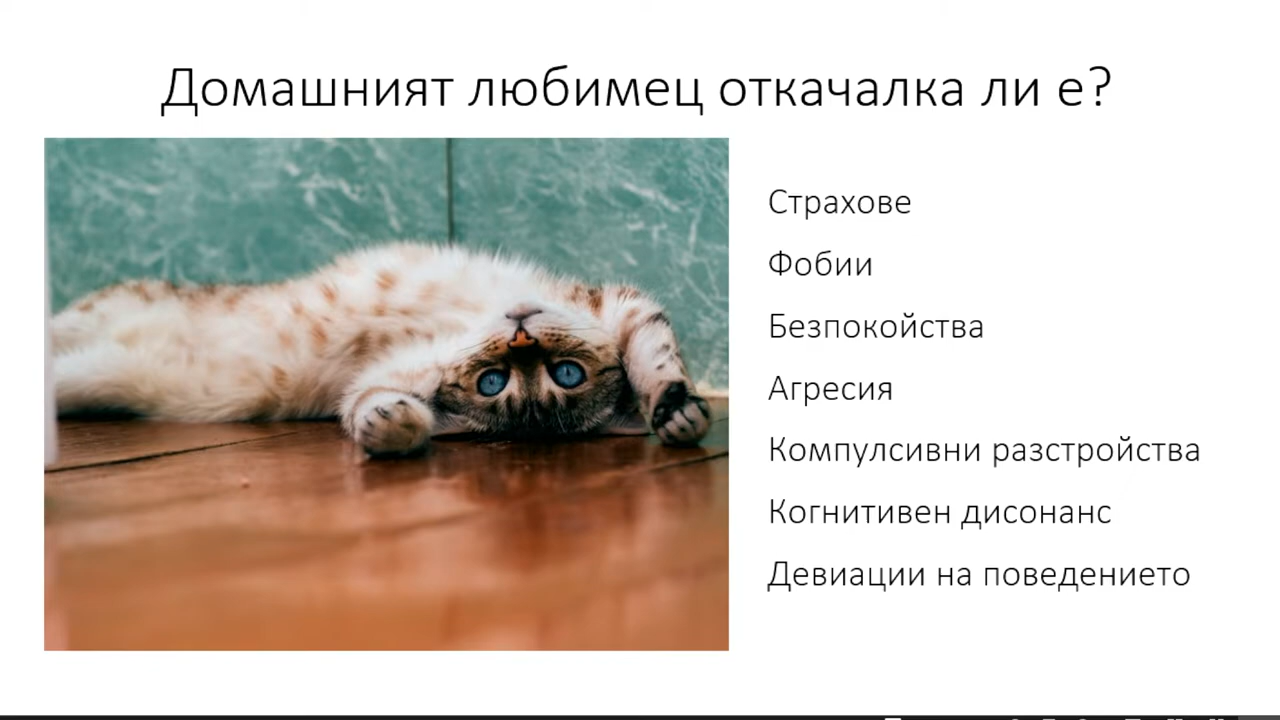 Домашният любимец откачалка ли е?
Страхове
Фобии
Безпокойства
Агресия
Компулсивни разстройства
Когнитивен дисонанс
Девиации на поведението